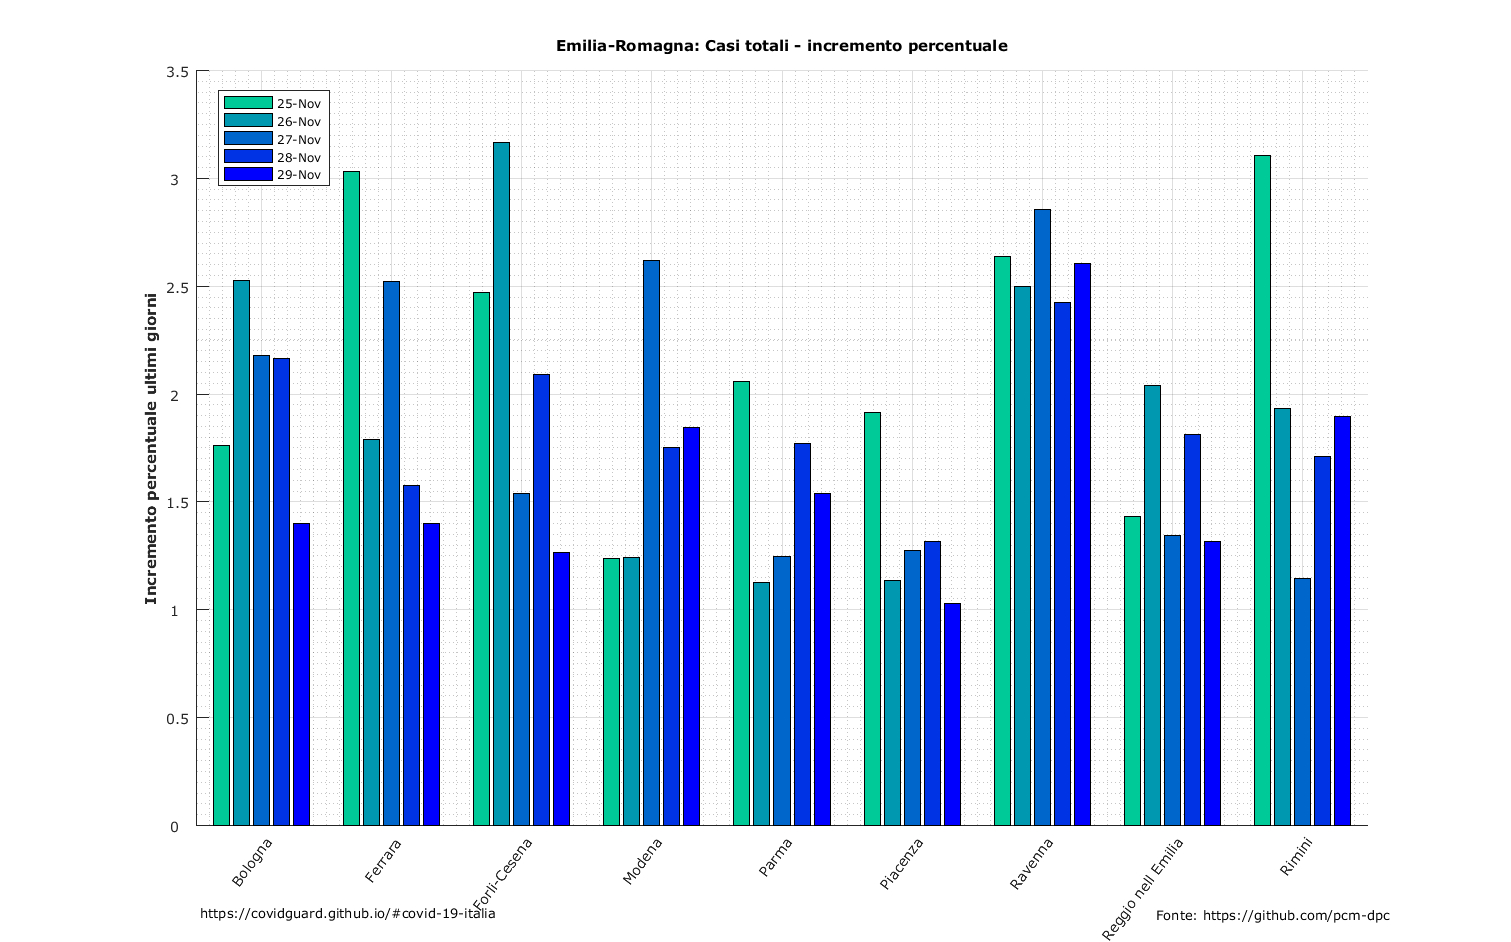 Emilia-Romagna: Casi totali - incremento percentuale
3.5
3
2.5
2
1.5
1
0.5
0
Incremento percentuale ultimi giorni
25-Nov
26-Nov
27-Nov
28-Nov
29-Nov
Bologna
Ferrara
Forlì-Cesena
Modena
Parma
Piacenza
Ravenna
Reggio nell Emilia
Rimini
https://covidguard.github.io/#covid-19-italia
Fonte: https://github.com/pcm-dpc